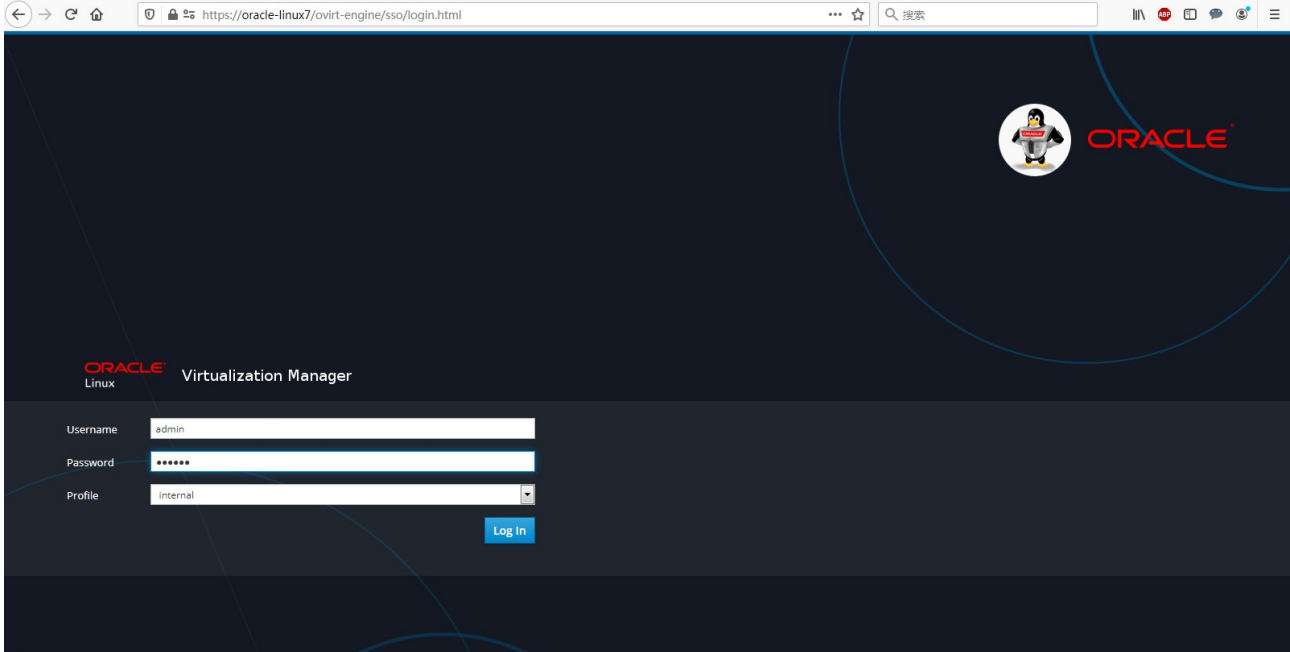 https://oracle-linux7/ovirt-engine/sso/login.html
搜索
ABP
ORACLE
ORACLE
Linux
Virtualization Manager
Username
admin
Password
••••••
Profile
internal
Log In